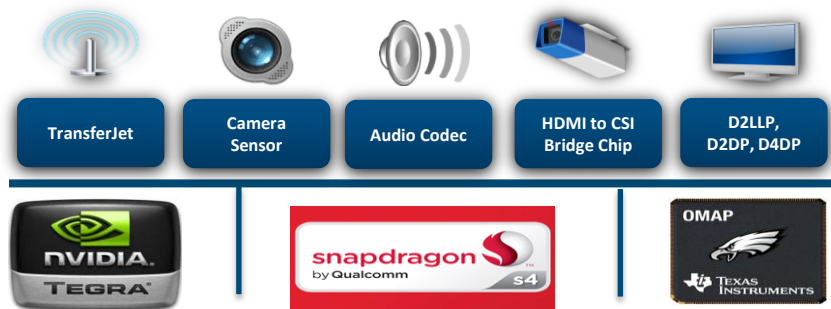 TransferJet
Camera
Sensor
Audio Codec
HDMI to CSI
Bridge Chip
D2LLP,
D2DP, D4DP
NVIDIA.
TEGRA
snapdragon
by Qualcomm
s4
OMAP
TEXAS
INSTRUMENTS